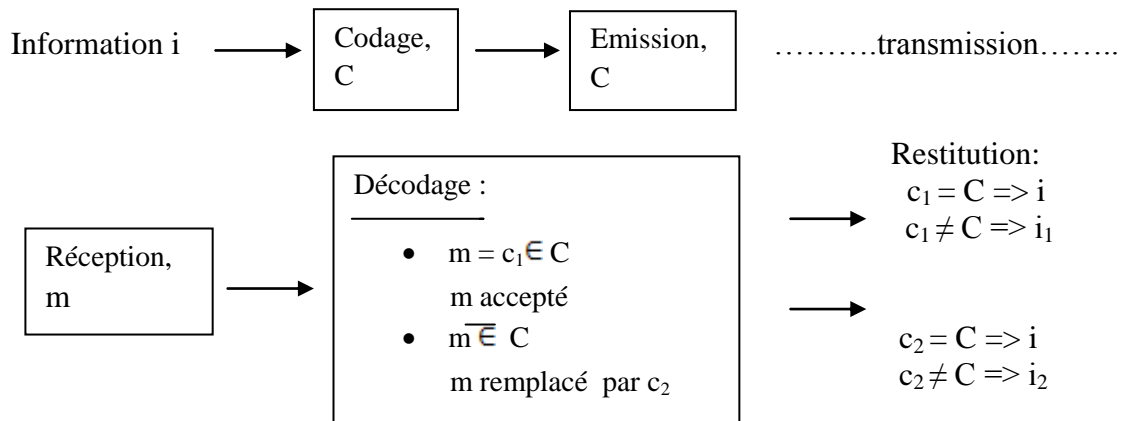 Information i
Codage,
C
Emission,
C
……….transmission……..
Réception,
m
Décodage :
• m = c₁∈ C
m accepté
• m ∈̅ C
m remplacé par c₂
Restitution:
c₁ = C => i
c₁ ≠ C => i₁
c₂ = C => i
c₂ ≠ C => i₂